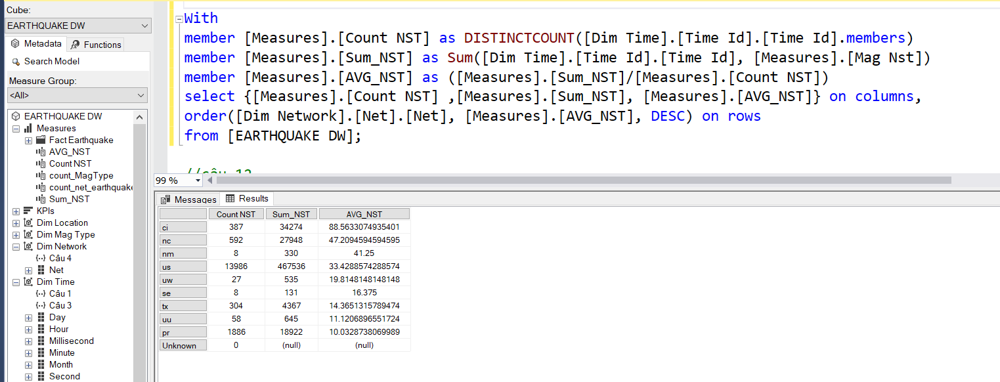 Cube:
EARTHQUAKE DW
Metadata
Functions
Search Model
Measure Group:
<All>
EARTHQUAKE DW
Measures
Fact Earthquake
AVG_NST
Count NST
count_MagType
count_net_earthquake
Sum_NST
KPIs
Dim Location
Dim Mag Type
Dim Network
Câu 4
Net
Dim Time
Câu 1
Câu 3
Day
Hour
Millisecond
Minute
Month
Second
With
member [Measures].[Count NST] as DISTINCTCOUNT([Dim Time].[Time Id].[Time Id].members)
member [Measures].[Sum_NST] as Sum([Dim Time].[Time Id].[Time Id], [Measures].[Mag Nst])
member [Measures].[AVG_NST] as ([Measures].[Sum_NST]/[Measures].[Count NST])
select {[Measures].[Count NST] ,[Measures].[Sum_NST], [Measures].[AVG_NST]} on columns,
order([Dim Network].[Net].[Net], [Measures].[AVG_NST], DESC) on rows
from [EARTHQUAKE DW];
//câu 12
99 %
Messages
Results
Count NST Sum_NST AVG_NST
ci 387 34274 88.5633074935401
nc 592 27948 47.2094594594595
nm 8 330 41.25
us 13986 467536 33.4288574288574
uw 27 535 19.8148148148148
se 8 131 16.375
tx 304 4367 14.3651315789474
uu 58 645 11.1206896551724
pr 1886 18922 10.0328738069989
Unknown 0 (null) (null)